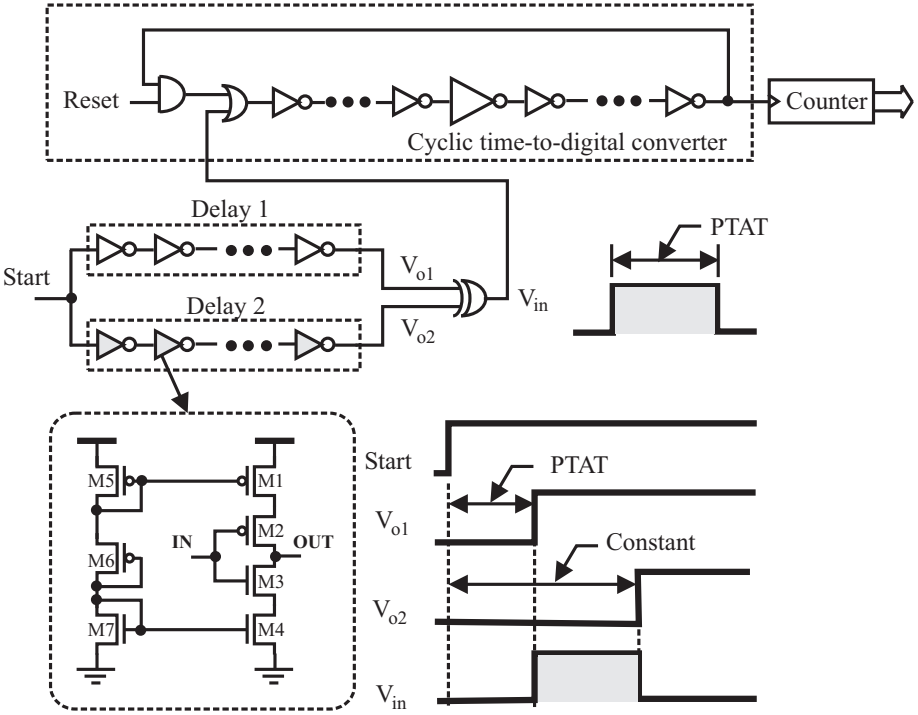 Reset
Counter
Cyclic time-to-digital converter
Delay 1
Start
Vo1
Delay 2
Vo2
Vin
PTAT
M5
M1
M2
IN
OUT
M6
M3
M7
M4
Start
PTAT
Vo1
Constant
Vo2
Vin